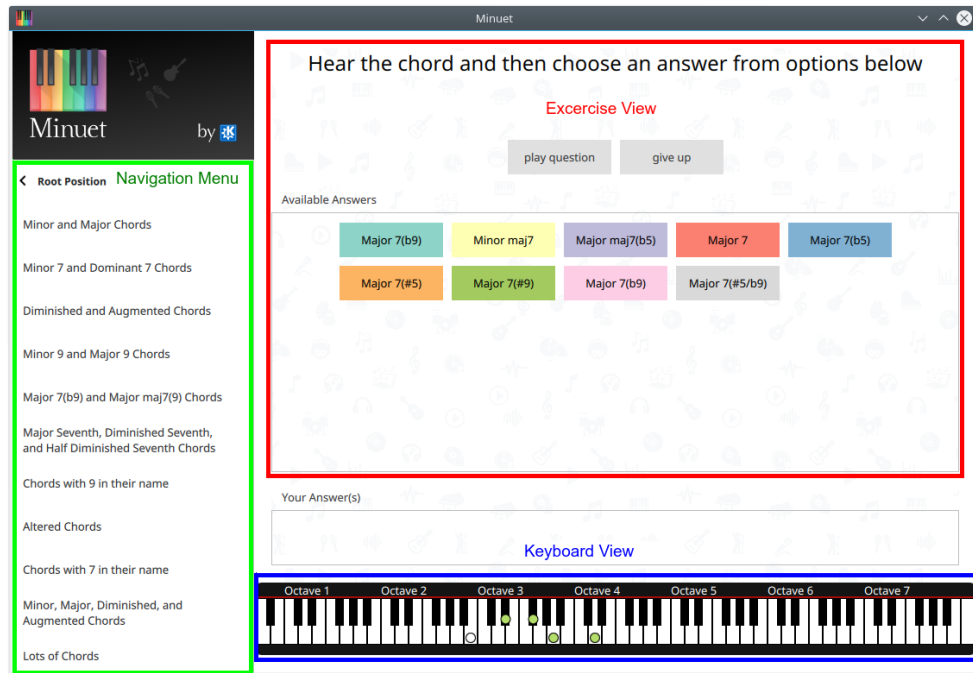 Minuet
Minuet
by K
Root Position
Navigation Menu
Minor and Major Chords
Minor 7 and Dominant 7 Chords
Diminished and Augmented Chords
Minor 9 and Major 9 Chords
Major 7(b9) and Major maj7(9) Chords
Major Seventh, Diminished Seventh,
and Half Diminished Seventh Chords
Chords with 9 in their name
Altered Chords
Chords with 7 in their name
Minor, Major, Diminished, and
Augmented Chords
Lots of Chords
Hear the chord and then choose an answer from options below
Excercise View
play question give up
Available Answers
Major 7(b9) Minor maj7 Major maj7(b5) Major 7 Major 7(b5)
Major 7(#5) Major 7(#9) Major 7(b9) Major 7(#5/b9)
Your Answer(s)
Keyboard View
Octave 1 Octave 2 Octave 3 Octave 4 Octave 5 Octave 6 Octave 7